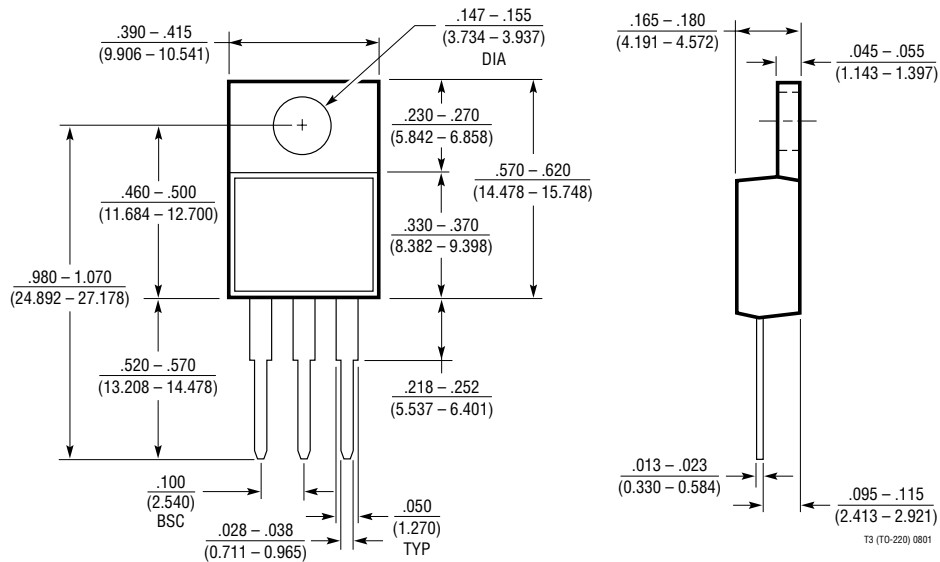 .390 – .415
(9.906 – 10.541)
.147 – .155
(3.734 – 3.937)
DIA
.230 – .270
(5.842 – 6.858)
.570 – .620
(14.478 – 15.748)
.460 – .500
(11.684 – 12.700)
.330 – .370
(8.382 – 9.398)
.980 – 1.070
(24.892 – 27.178)
.520 – .570
(13.208 – 14.478)
.218 – .252
(5.537 – 6.401)
.100
(2.540)
BSC
.028 – .038
(0.711 – 0.965)
.050
(1.270)
TYP
.165 – .180
(4.191 – 4.572)
.045 – .055
(1.143 – 1.397)
.013 – .023
(0.330 – 0.584)
.095 – .115
(2.413 – 2.921)
T3 (TO-220) 0801